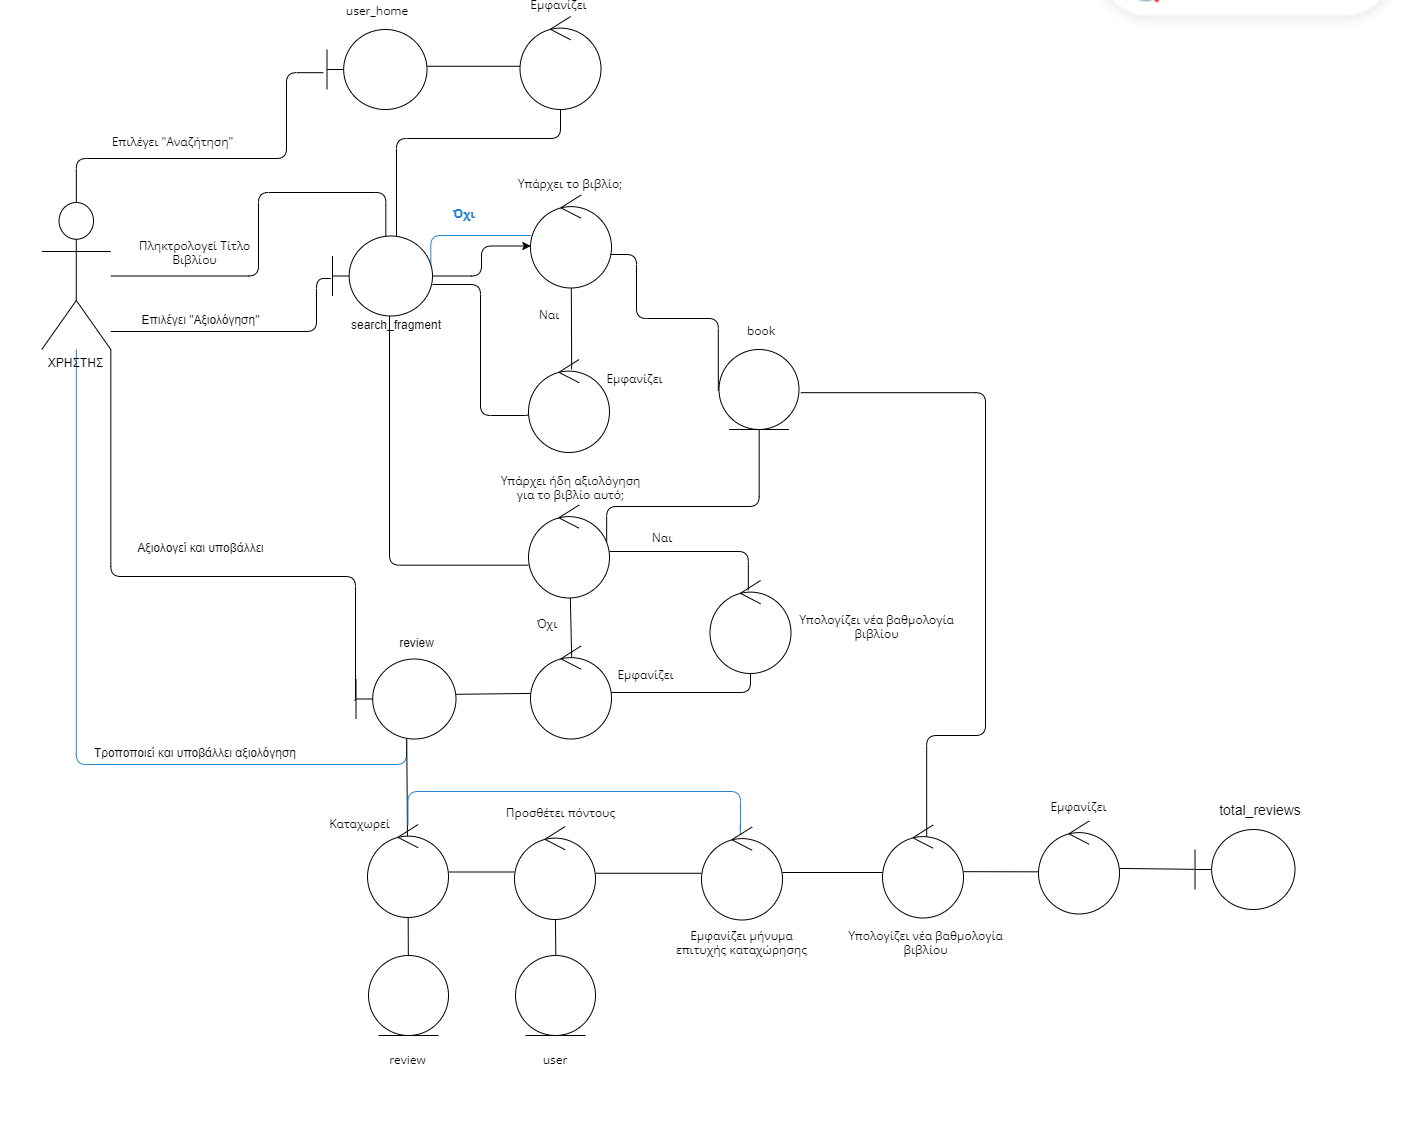 user_home
Εμφανίζει
Επιλέγει "Αναζήτηση"
Υπάρχει το βιβλίο;
Όχι
Πληκτρολογεί Τίτλο
Βιβλίου
Επιλέγει "Αξιολόγηση"
search_fragment
Ναι
book
ΧΡΗΣΤΗΣ
Εμφανίζει
Υπάρχει ήδη αξιολόγηση
για το βιβλίο αυτό;
Ναι
Αξιολογεί και υποβάλλει
Όχι
Υπολογίζει νέα βαθμολογία
βιβλίου
review
Εμφανίζει
Τροποποιεί και υποβάλλει αξιολόγηση
Καταχωρεί
Προσθέτει πόντους
Εμφανίζει
total_reviews
Εμφανίζει μήνυμα
επιτυχής καταχώρησης
Υπολογίζει νέα βαθμολογία
βιβλίου
review
user